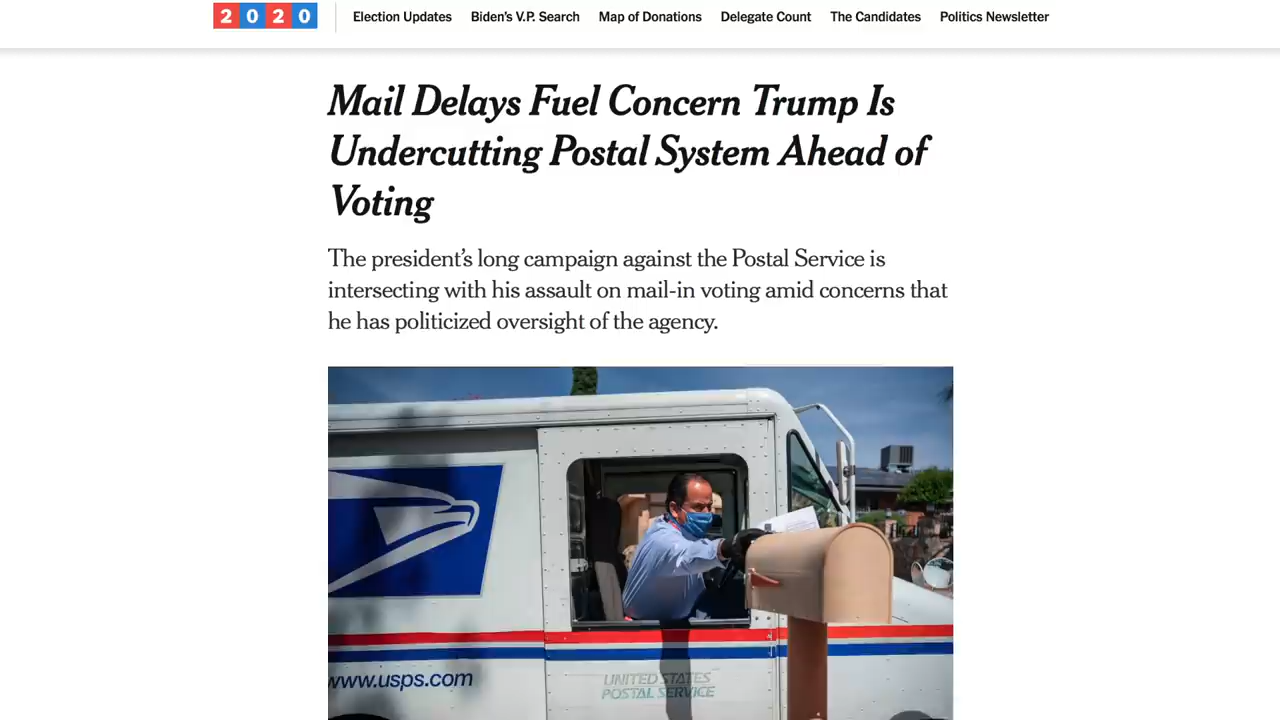 2020 Election Updates Biden's V.P. Search Map of Donations Delegate Count The Candidates Politics Newsletter
Mail Delays Fuel Concern Trump Is
Undercutting Postal System Ahead of
Voting
The president's long campaign against the Postal Service is
intersecting with his assault on mail-in voting amid concerns that
he has politicized oversight of the agency.
www.usps.com
UNITED STATES
POSTAL SERVICE